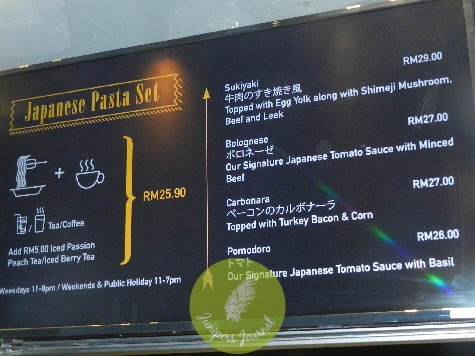 Japanese Pasta Set
+
RM25.90
/ Tea/Coffee
Add RM5.00 Iced Passion
Peach Tea/Iced Berry Tea
Weekdays 11-8pm / Weekends & Public Holiday 11-7pm
RM29.00
Sukiyaki
牛肉のすき焼き風
Topped with Egg Yolk along with Shimeji Mushroom,
Beef and Leek
RM27.00
Bolognese
ボロネーゼ
Our Signature Japanese Tomato Sauce with Minced
Beef
RM27.00
Carbonara
ベーコンのカルボナーラ
Topped with Turkey Bacon & Corn
RM26.00
Pomodoro
トマト
Our Signature Japanese Tomato Sauce with Basil
Junipers Journal